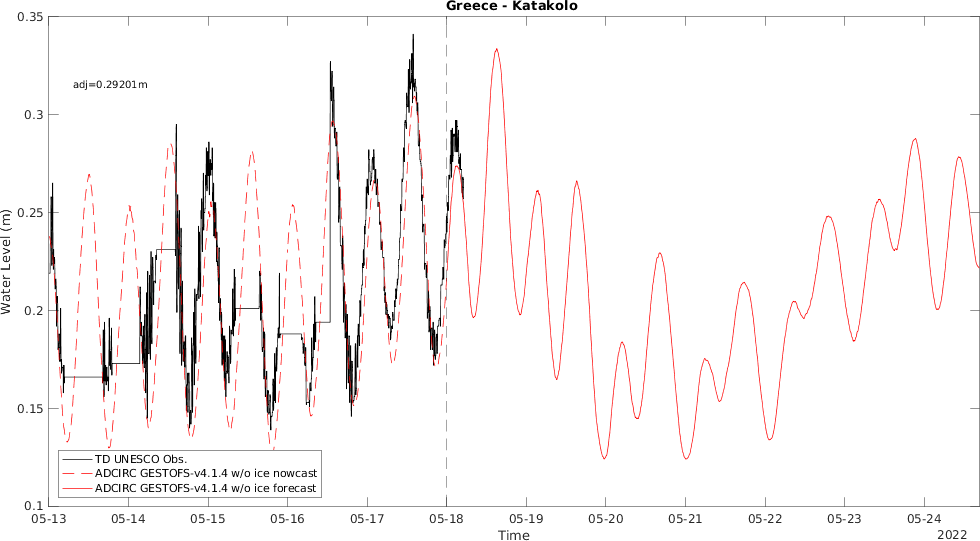 Greece - Katakolo
0.35
0.3
0.25
0.2
0.15
0.1
Water Level (m)
adj=0.29201m
TD UNESCO Obs.
ADCIRC GESTOFS-v4.1.4 w/o ice nowcast
ADCIRC GESTOFS-v4.1.4 w/o ice forecast
05-13 05-14 05-15 05-16 05-17 05-18 05-19 05-20 05-21 05-22 05-23 05-24
Time
2022